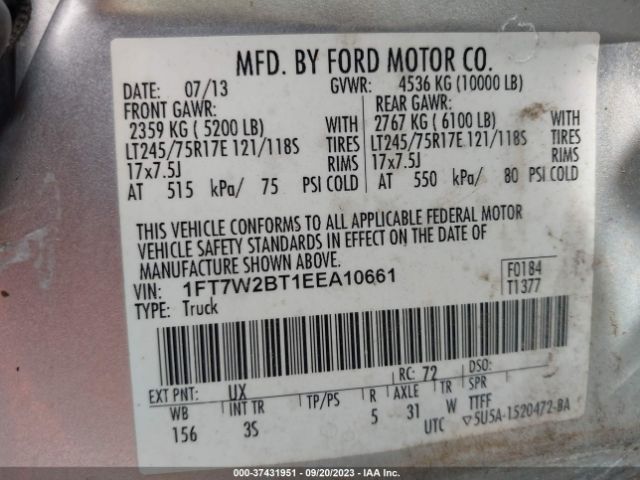 MFD. BY FORD MOTOR CO.
DATE: 07/13 GVWR: 4536 KG (10000 LB)
FRONT GAWR: REAR GAWR:
2359 KG ( 5200 LB) WITH 2767 KG ( 6100 LB) WITH
LT245/75R17E 121/118S TIRES LT245/75R17E 121/118S TIRES
17x7.5J RIMS 17x7.5J RIMS
AT 515 kPa/ 75 PSI COLD AT 550 kPa/ 80 PSI COLD
THIS VEHICLE CONFORMS TO ALL APPLICABLE FEDERAL MOTOR
VEHICLE SAFETY STANDARDS IN EFFECT ON THE DATE OF
MANUFACTURE SHOWN ABOVE.
VIN: 1FT7W2BT1EEA10661 F0184
TYPE: Truck T1377
EXT PNT: UX RC: 72 DSO:
WB INT TR TP/PS R AXLE TR SPR
156 3S 5 31 W TTFF
UTC ▽5U5A-1520472-BA
000-37431951 - 09/20/2023 - IAA Inc.